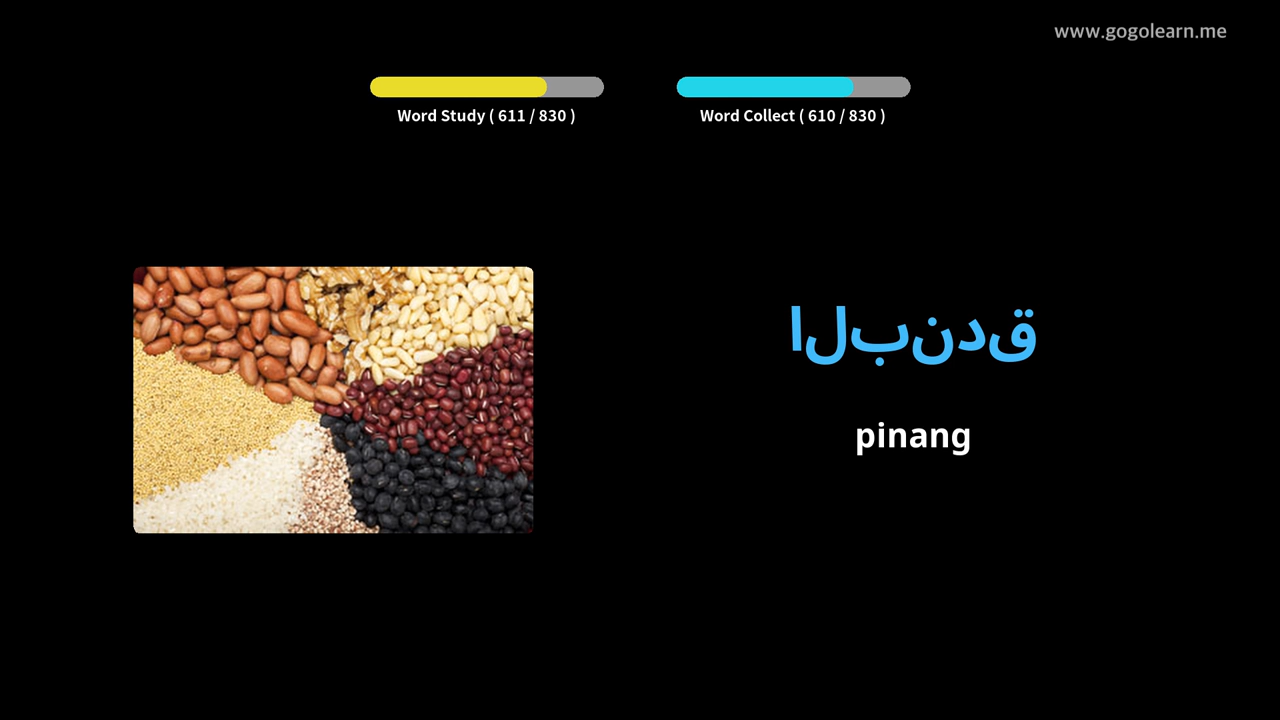 www.gogolearn.me
Word Study ( 611 / 830 )
Word Collect ( 610 / 830 )
البندق
pinang